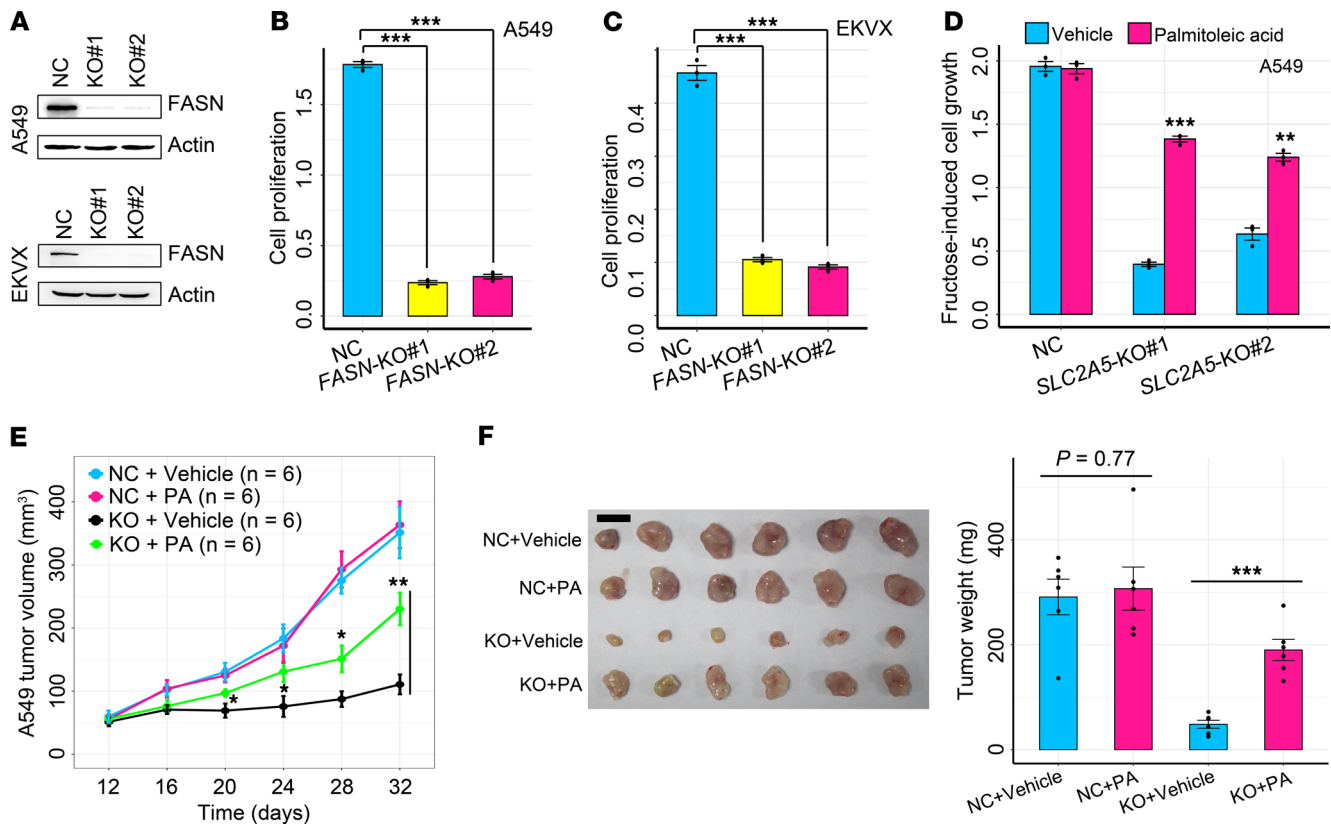 A
NC
KO#1
KO#2
A549
FASN
Actin
NC
KO#1
KO#2
EKVX
FASN
Actin
B
***
A549
***
Cell proliferation
1.5
1.0
0.5
0.0
NC
FASN-KO#1
FASN-KO#2
C
***
EKVX
***
Cell proliferation
0.4
0.3
0.2
0.1
0.0
NC
FASN-KO#1
FASN-KO#2
D
Vehicle
Palmitoleic acid
A549
Fructose-induced cell growth
2.0
1.5
1.0
0.5
0.0
***
**
NC
SLC2A5-KO#1
SLC2A5-KO#2
E
NC + Vehicle (n = 6)
NC + PA (n = 6)
KO + Vehicle (n = 6)
KO + PA (n = 6)
A549 tumor volume (mm³)
400
300
200
100
0
*
*
*
**
12 16 20 24 28 32
Time (days)
F
NC+Vehicle
NC+PA
KO+Vehicle
KO+PA
P = 0.77
***
Tumor weight (mg)
400
200
0
NC+Vehicle
NC+PA
KO+Vehicle
KO+PA